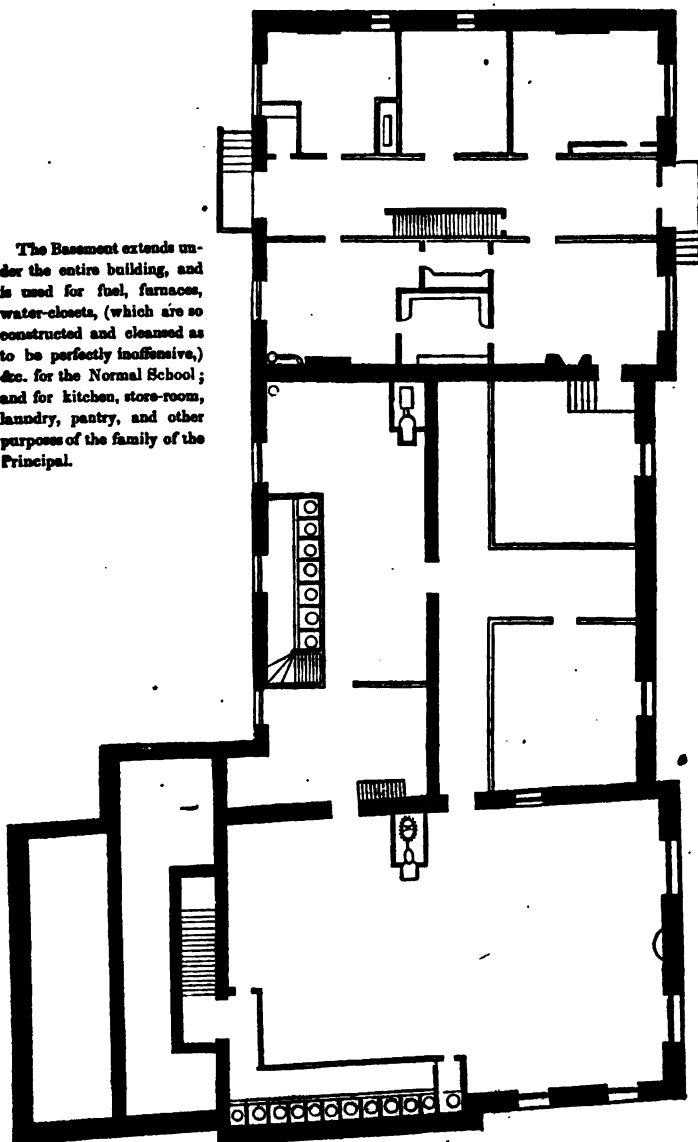 The Basement extends un-
der the entire building, and
is used for fuel, furnaces,
water-closets, (which are so
constructed and cleansed as
to be perfectly inoffensive,)
&c. for the Normal School;
and for kitchen, store-room,
laundry, pantry, and other
purposes of the family of the
Principal.